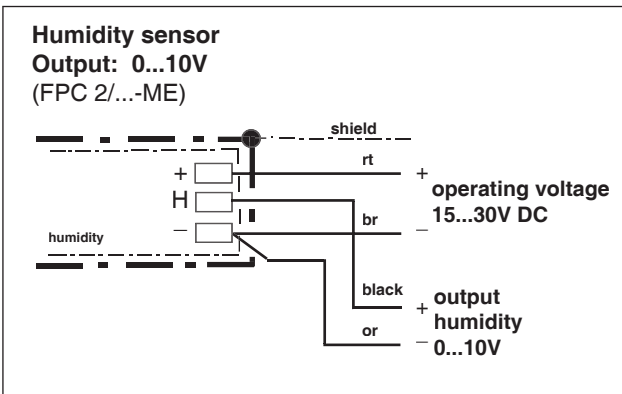 Humidity sensor
Output: 0...10V
(FPC 2/...-ME)
shield
rt
+ +
operating voltage
H
15...30V DC
br
– –
humidity
black
+ output
humidity
or
– 0...10V